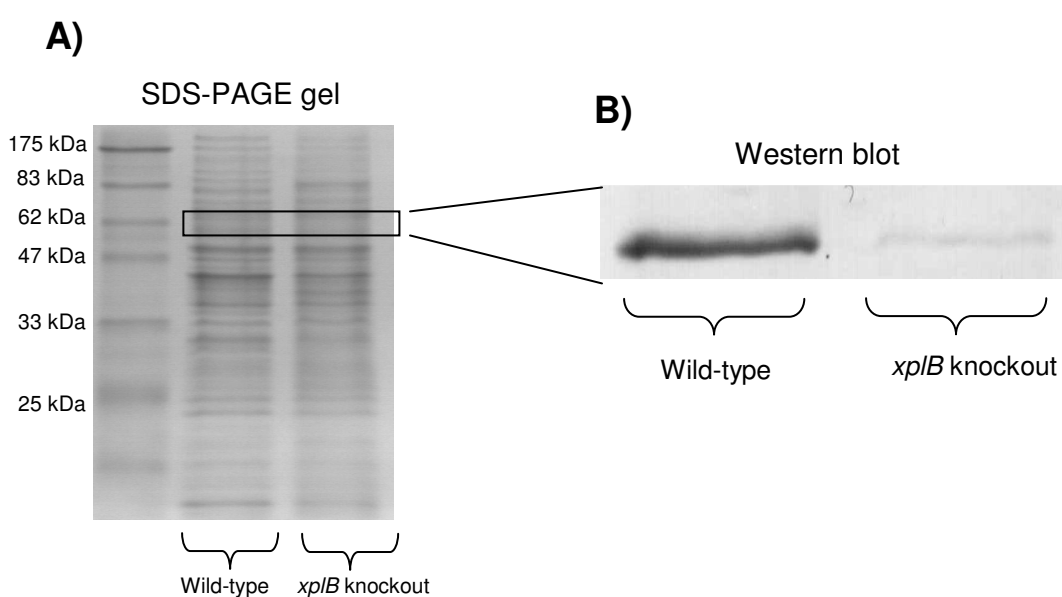 A)
SDS-PAGE gel
175 kDa
83 kDa
62 kDa
47 kDa
33 kDa
25 kDa
Wild-type
xplB knockout
B)
Western blot
Wild-type
xplB knockout